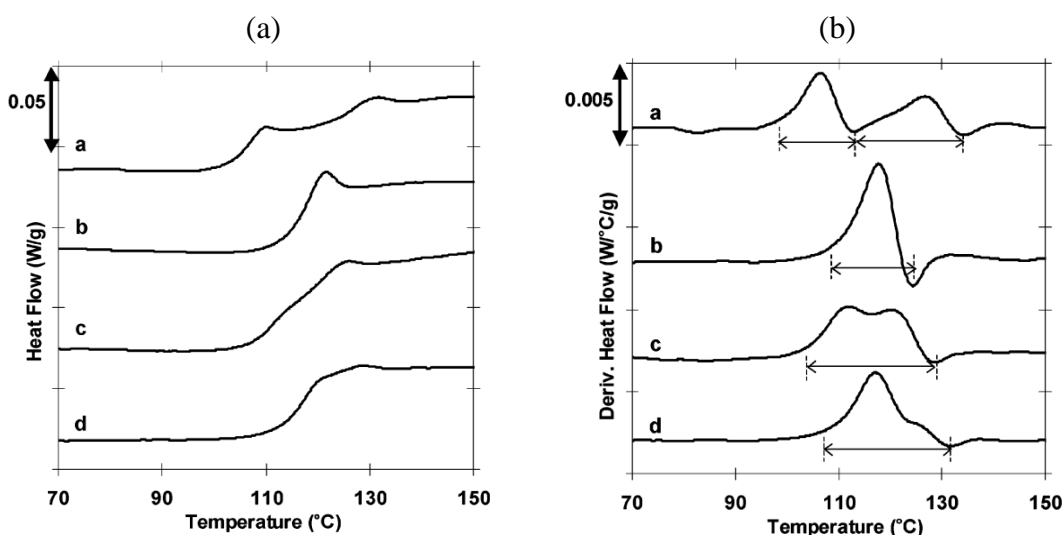 (a)
0.05
a
b
c
d
Heat Flow (W/g)
70 90 110 130 150
Temperature (°C)
(b)
0.005
a
b
c
d
Deriv. Heat Flow (W/°C/g)
70 90 110 130 150
Temperature (°C)